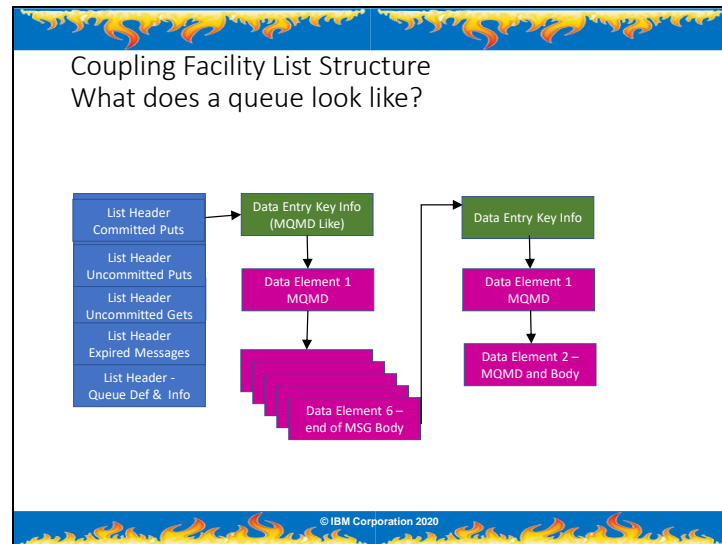 Coupling Facility List Structure
What does a queue look like?
List Header
Committed Puts
List Header
Uncommitted Puts
List Header
Uncommitted Gets
List Header
Expired Messages
List Header -
Queue Def & Info
Data Entry Key Info
(MQMD Like)
Data Element 1
MQMD
Data Element 6 –
end of MSG Body
Data Entry Key Info
Data Element 1
MQMD
Data Element 2 –
MQMD and Body
© IBM Corporation 2020